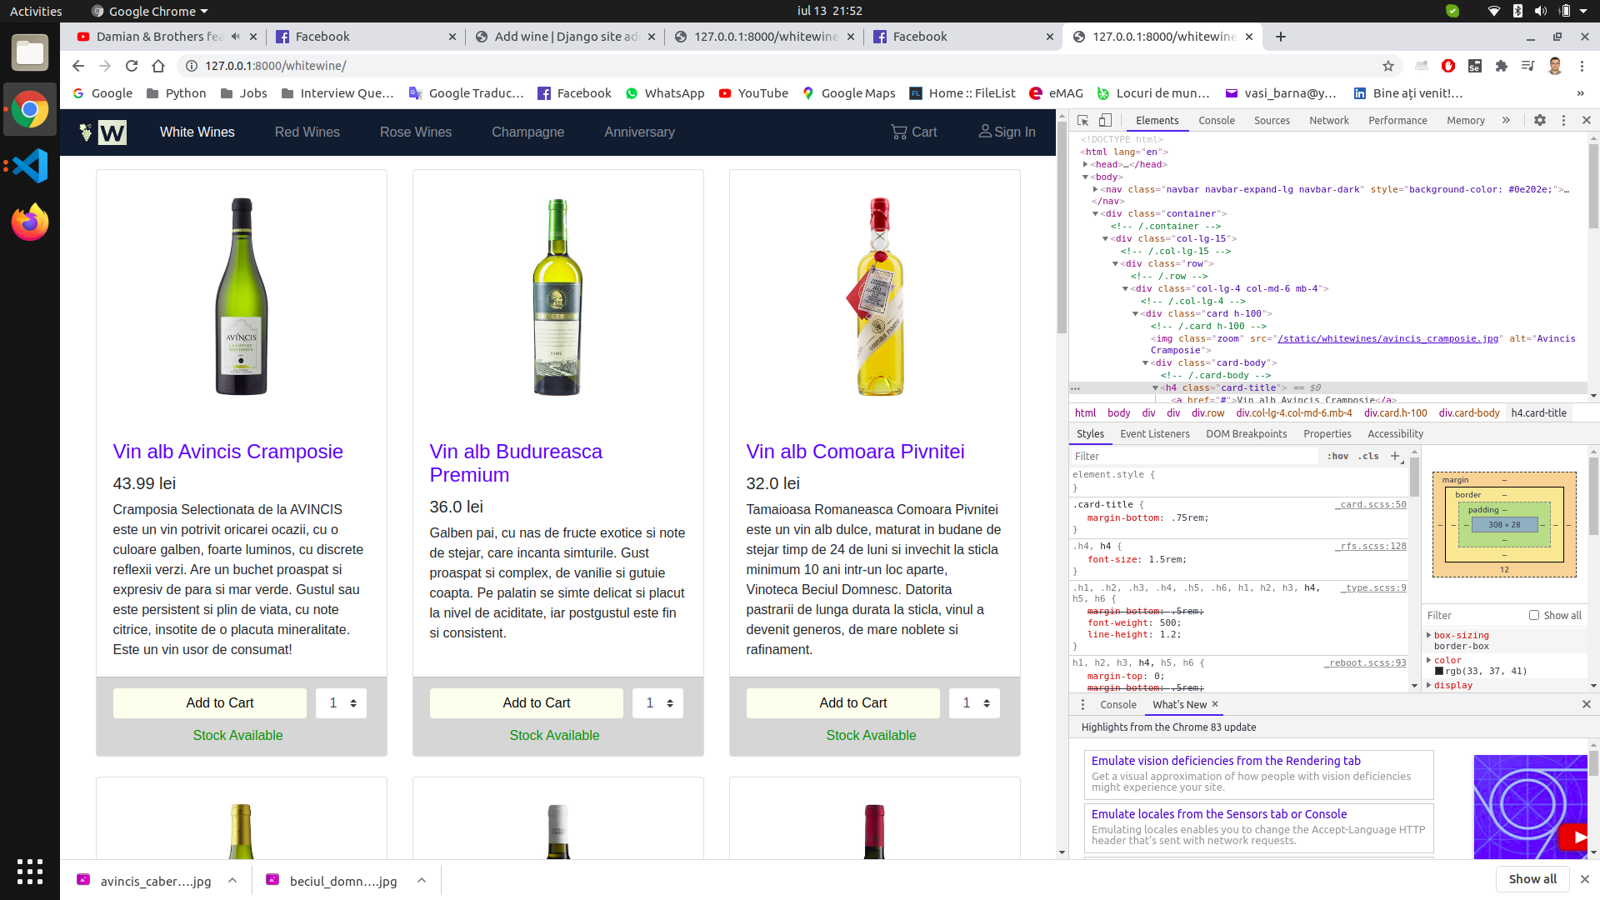 Activities
Google Chrome
iul 13 21:52
Damian & Brothers fea
Facebook
Add wine | Django site ad
127.0.0.1:8000/whitewine
Facebook
127.0.0.1:8000/whitewine
127.0.0.1:8000/whitewine/
Google
Python
Jobs
Interview Que...
Google Traduc...
Facebook
WhatsApp
YouTube
Google Maps
Home :: FileList
eMAG
Locuri de mun...
vasi_barna@y...
Bine ați venit!...
»
W
White Wines
Red Wines
Rose Wines
Champagne
Anniversary
Cart
Sign In
AVINCIS
Vin alb Avincis Cramposie
43.99 lei
Cramposia Selectionata de la AVINCIS
este un vin potrivit oricarei ocazii, cu o
culoare galben, foarte luminos, cu discrete
reflexii verzi. Are un buchet proaspat si
expresiv de para si mar verde. Gustul sau
este persistent si plin de viata, cu note
citrice, insotite de o placuta mineralitate.
Este un vin usor de consumat!
Add to Cart
1
Stock Available
Vin alb Budureasca
Premium
36.0 lei
Galben pai, cu nas de fructe exotice si note
de stejar, care incanta simturile. Gust
proaspat si complex, de vanilie si gutuie
coapta. Pe palatin se simte delicat si placut
la nivel de aciditate, iar postgustul este fin
si consistent.
Add to Cart
1
Stock Available
Vin alb Comoara Pivnitei
32.0 lei
Tamaioasa Romaneasca Comoara Pivnitei
este un vin alb dulce, maturat in budane de
stejar timp de 24 de luni si invechit la sticla
minimum 10 ani intr-un loc aparte,
Vinoteca Beciul Domnesc. Datorita
pastrarii de lunga durata la sticla, vinul a
devenit generos, de mare noblete si
rafinament.
Add to Cart
1
Stock Available
Elements
Console
Sources
Network
Performance
Memory
»
<!DOCTYPE html>
<html lang="en">
<head>…</head>
<body>
<nav class="navbar navbar-expand-lg navbar-dark" style="background-color: #0e202e;">…
</nav>
<div class="container">
<!-- /.container -->
<div class="col-lg-15">
<!-- /.col-lg-15 -->
<div class="row">
<!-- /.row -->
<div class="col-lg-4 col-md-6 mb-4">
<!-- /.col-lg-4 -->
<div class="card h-100">
<!-- /.card h-100 -->
<img class="zoom" src="/static/whitewines/avincis_cramposie.jpg" alt="Avincis
Cramposie">
<div class="card-body">
<!-- /.card-body -->
<h4 class="card-title"> == $0
<a href="#">Vin alb Avincis Cramposie</a>
html body div div div.row div.col-lg-4.col-md-6.mb-4 div.card.h-100 div.card-body h4.card-title
Styles
Event Listeners
DOM Breakpoints
Properties
Accessibility
Filter
:hov .cls +
element.style {
}
.card-title {
_card.scss:50
margin-bottom: .75rem;
}
.h4, h4 {
_rfs.scss:128
font-size: 1.5rem;
}
.h1, .h2, .h3, .h4, .h5, .h6, h1, h2, h3, h4,
_type.scss:9
h5, h6 {
margin-bottom: .5rem;
font-weight: 500;
line-height: 1.2;
}
h1, h2, h3, h4, h5, h6 {
_reboot.scss:93
margin-top: 0;
margin-bottom: .5rem;
margin –
border –
padding –
308 × 28
–
–
12
Filter
Show all
box-sizing
border-box
color
rgb(33, 37, 41)
display
Console
What's New ×
Highlights from the Chrome 83 update
Emulate vision deficiencies from the Rendering tab
Get a visual approximation of how people with vision deficiencies
might experience your site.
Emulate locales from the Sensors tab or Console
Emulating locales enables you to change the Accept-Language HTTP
header that's sent with network requests.
avincis_caber....jpg
beciul_domn....jpg
Show all